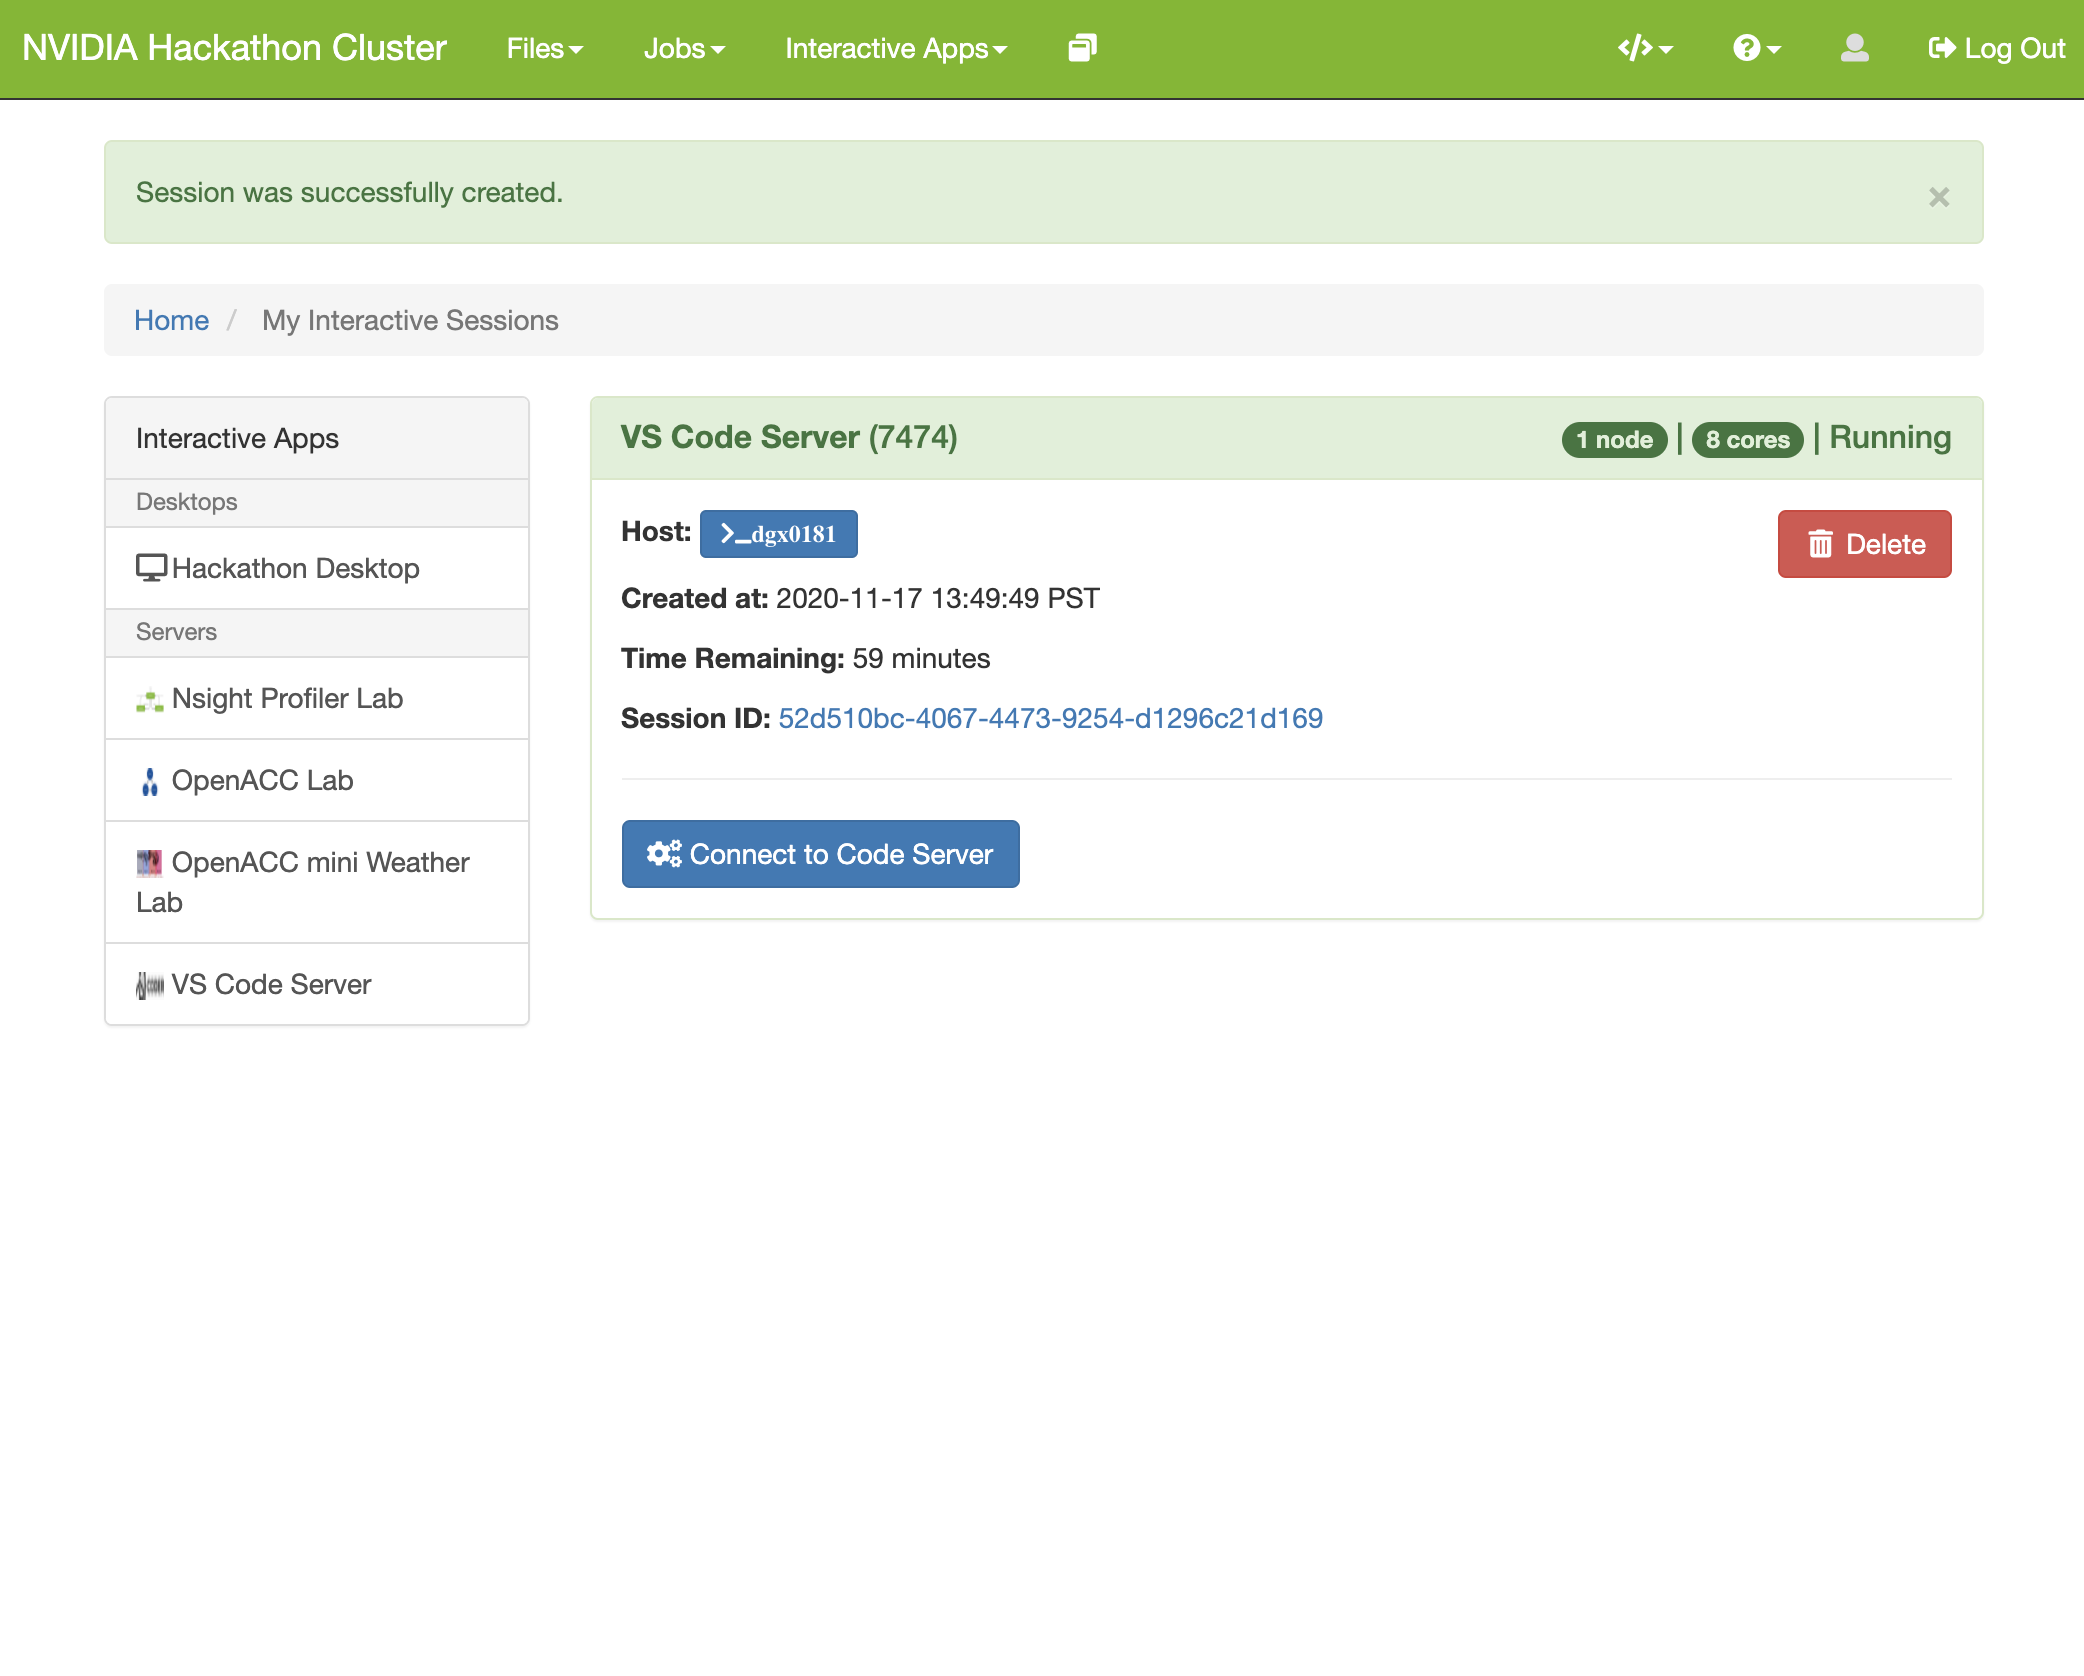 NVIDIA Hackathon Cluster Files Jobs Interactive Apps Log Out
Session was successfully created.
×
Home / My Interactive Sessions
Interactive Apps
Desktops
Hackathon Desktop
Servers
Nsight Profiler Lab
OpenACC Lab
OpenACC mini Weather
Lab
VS Code Server
VS Code Server (7474) 1 node | 8 cores | Running
Host: >_dgx0181
Delete
Created at: 2020-11-17 13:49:49 PST
Time Remaining: 59 minutes
Session ID: 52d510bc-4067-4473-9254-d1296c21d169
Connect to Code Server